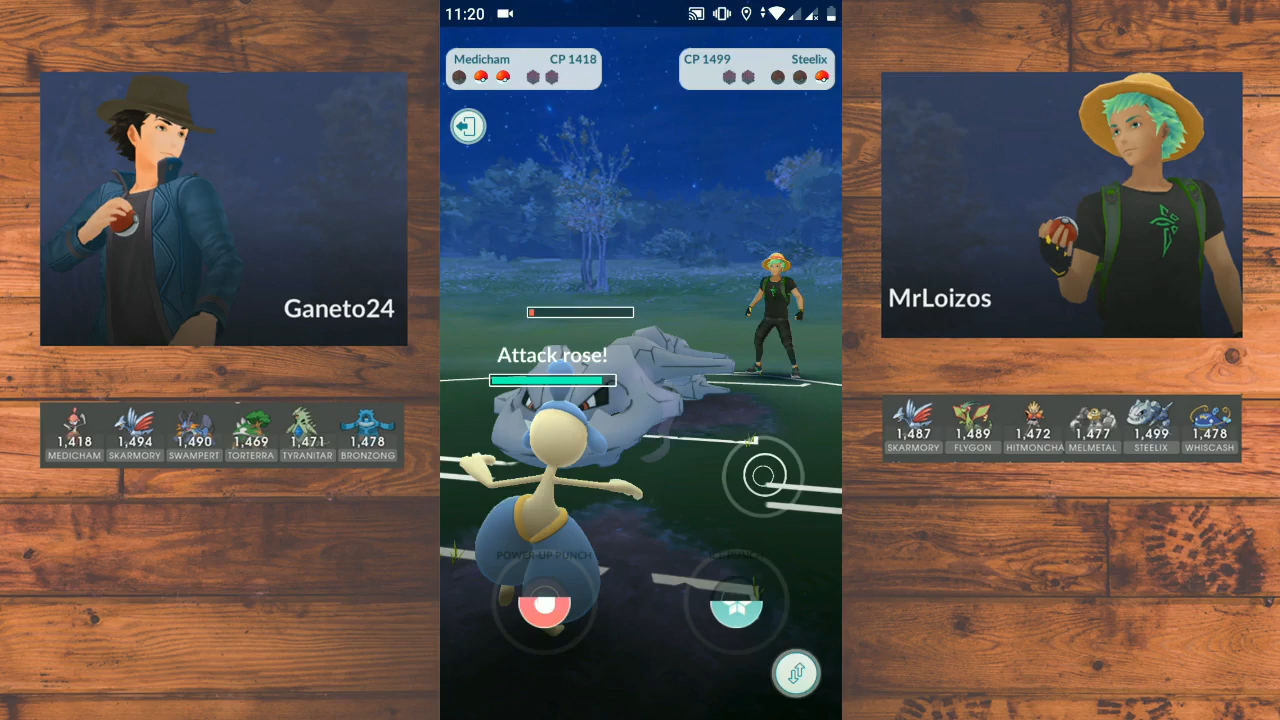 11:20
Medicham CP 1418
CP 1499 Steelix
Ganeto24
MrLoizos
Attack rose!
1,418 1,494 1,490 1,469 1,471 1,478
MEDICHAM SKARMORY SWAMPERT TORTERRA TYRANITAR BRONZONG
1,487 1,489 1,472 1,477 1,499 1,478
SKARMORY FLYGON HITMONCHA MELMETAL STEELIX WHISCASH
POWER-UP PUNCH
ICE PUNCH